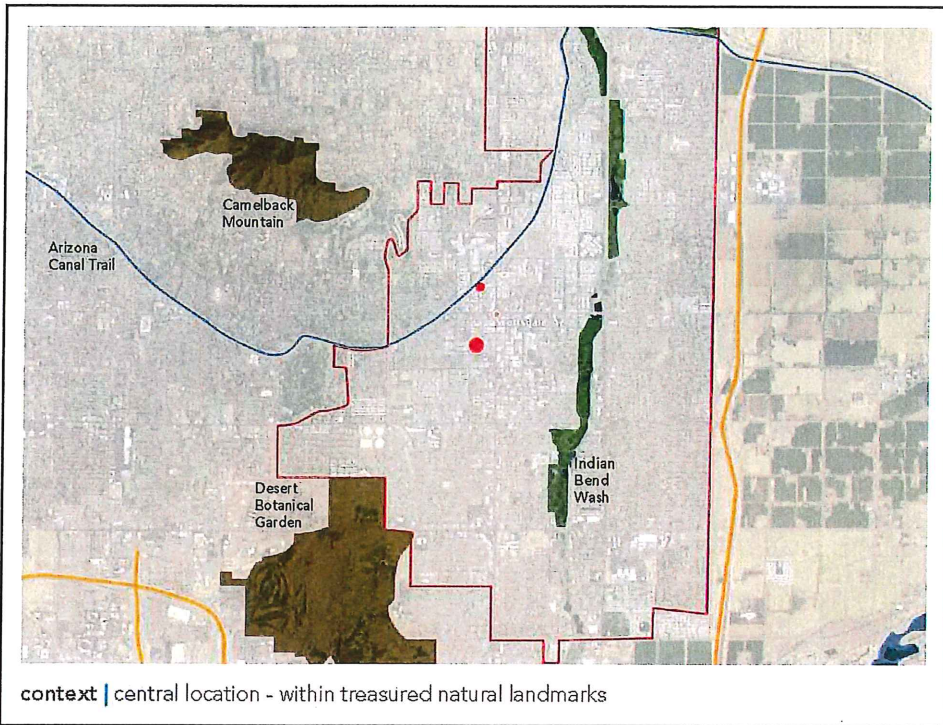 Camelback
Mountain
Arizona
Canal Trail
Desert
Botanical
Garden
Indian
Bend
Wash
context | central location - within treasured natural landmarks